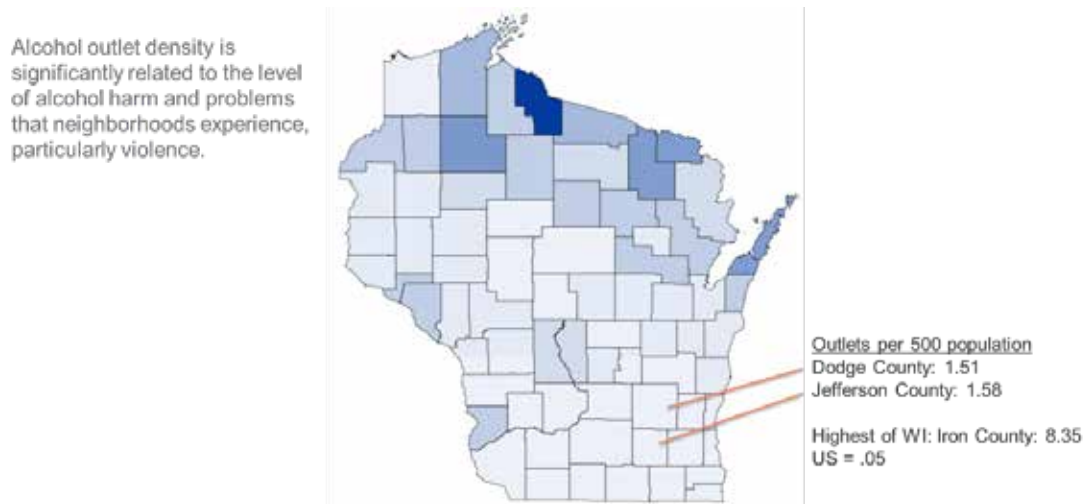 Alcohol outlet density is
significantly related to the level
of alcohol harm and problems
that neighborhoods experience,
particularly violence.
Outlets per 500 population
Dodge County: 1.51
Jefferson County: 1.58
Highest of WI: Iron County: 8.35
US = .05